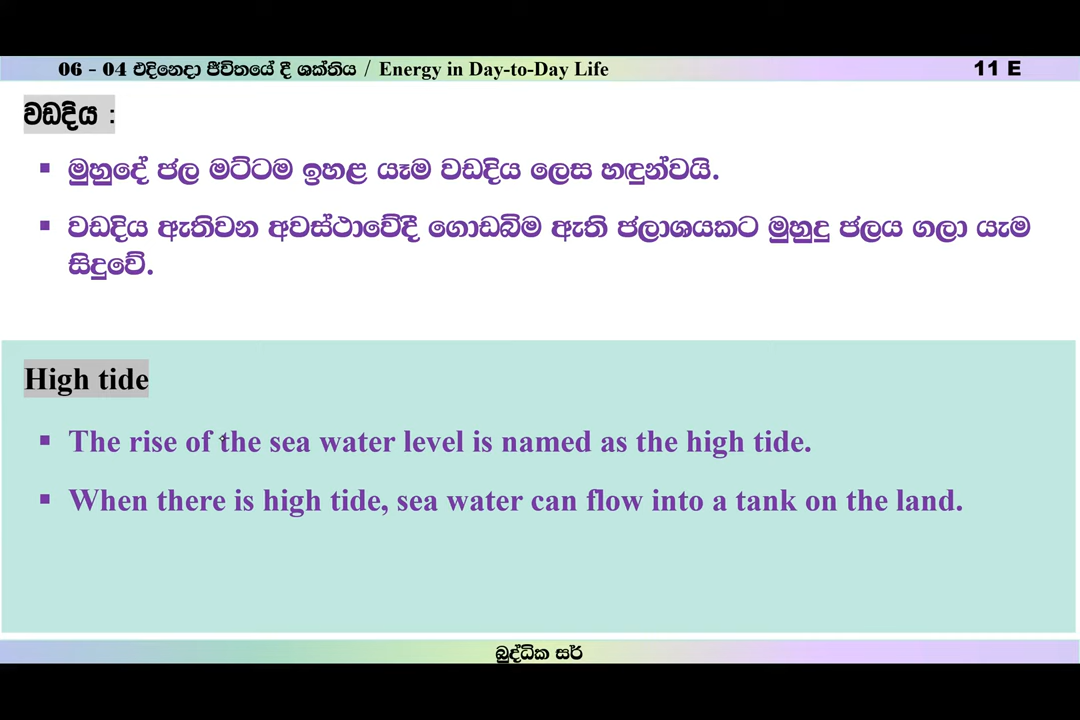 06 - 04 එදිනෙදා ජීවිතයේ දී ශක්තිය / Energy in Day-to-Day Life 11 E
වඩදිය :
▪ මුහුදේ ජල මට්ටම ඉහළ යෑම වඩදිය ලෙස හඳුන්වයි.
▪ වඩදිය ඇතිවන අවස්ථාවේදී ගොඩබිම ඇති ජලාශයකට මුහුදු ජලය ගලා යැම
සිදුවේ.
High tide
▪ The rise of the sea water level is named as the high tide.
▪ When there is high tide, sea water can flow into a tank on the land.
බුද්ධික සර්